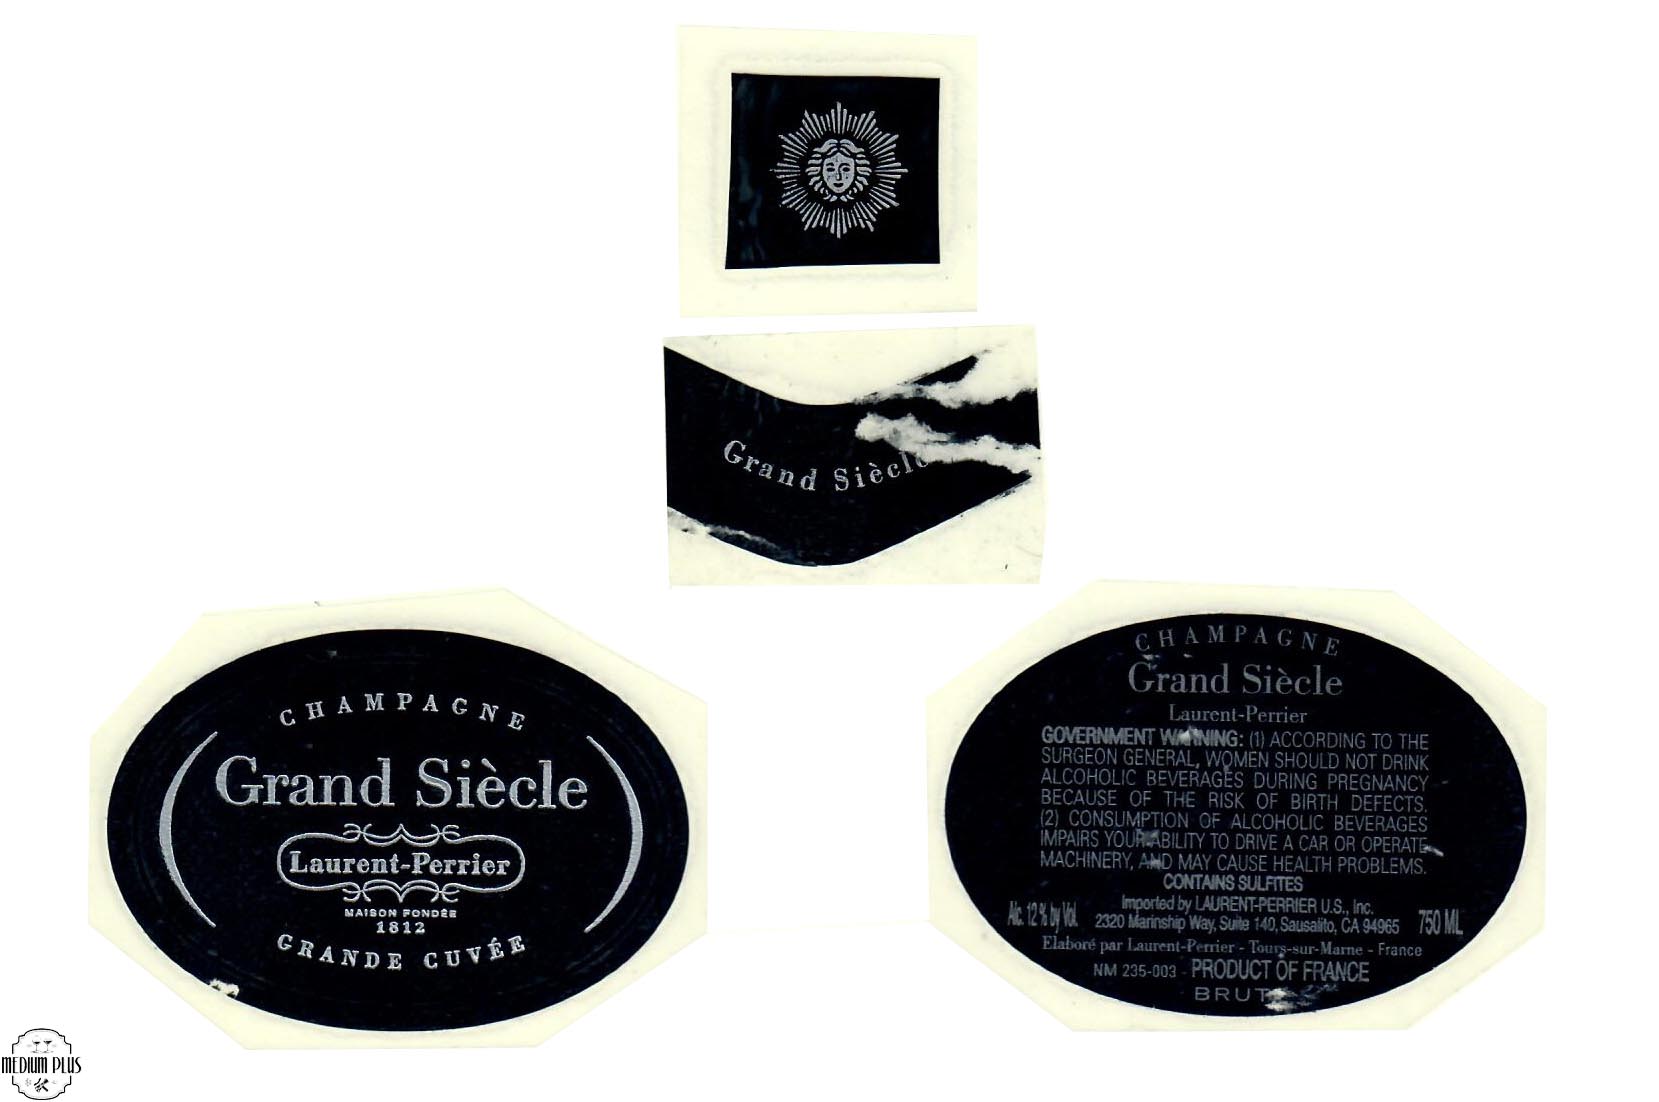 Grand Siècle
CHAMPAGNE
Grand Siècle
Laurent-Perrier
MAISON FONDÉE
1812
GRANDE CUVÉE
CHAMPAGNE
Grand Siècle
Laurent-Perrier
GOVERNMENT WARNING: (1) ACCORDING TO THE
SURGEON GENERAL, WOMEN SHOULD NOT DRINK
ALCOHOLIC BEVERAGES DURING PREGNANCY
BECAUSE OF THE RISK OF BIRTH DEFECTS.
(2) CONSUMPTION OF ALCOHOLIC BEVERAGES
IMPAIRS YOUR ABILITY TO DRIVE A CAR OR OPERATE
MACHINERY, AND MAY CAUSE HEALTH PROBLEMS.
CONTAINS SULFITES
Imported by LAURENT-PERRIER U.S., Inc.
Alc. 12 % by Vol. 2320 Marinship Way, Suite 140, Sausalito, CA 94965 750 ML
Elaboré par Laurent-Perrier - Tours-sur-Marne - France
NM 235-003 - PRODUCT OF FRANCE
BRUT
MEDIUM PLUS